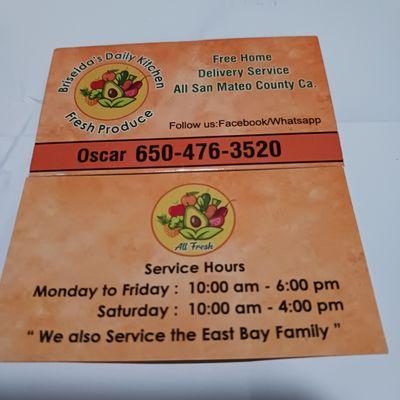 Briselda's Daily Kitchen
Fresh Produce
Free Home
Delivery Service
All San Mateo County Ca.
Follow us:Facebook/Whatsapp
Oscar 650-476-3520
All Fresh
Service Hours
Monday to Friday : 10:00 am - 6:00 pm
Saturday : 10:00 am - 4:00 pm
“ We also Service the East Bay Family ”